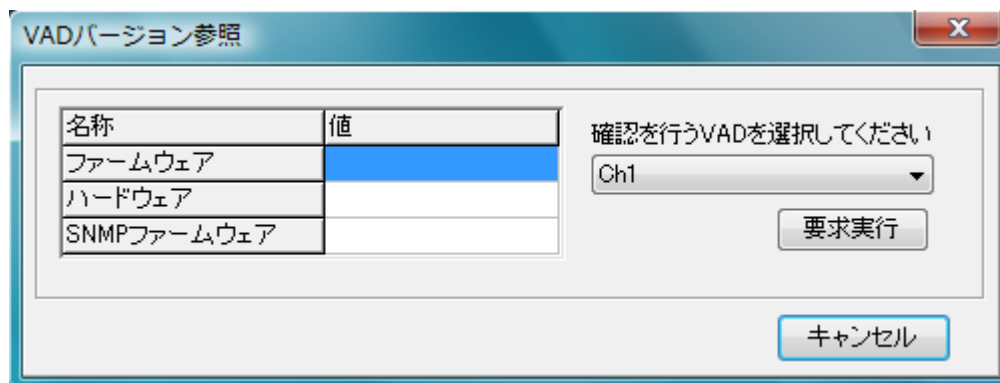 VADバージョン参照
名称 値
ファームウェア
ハードウェア
SNMPファームウェア
確認を行うVADを選択してください
Ch1
要求実行
キャンセル